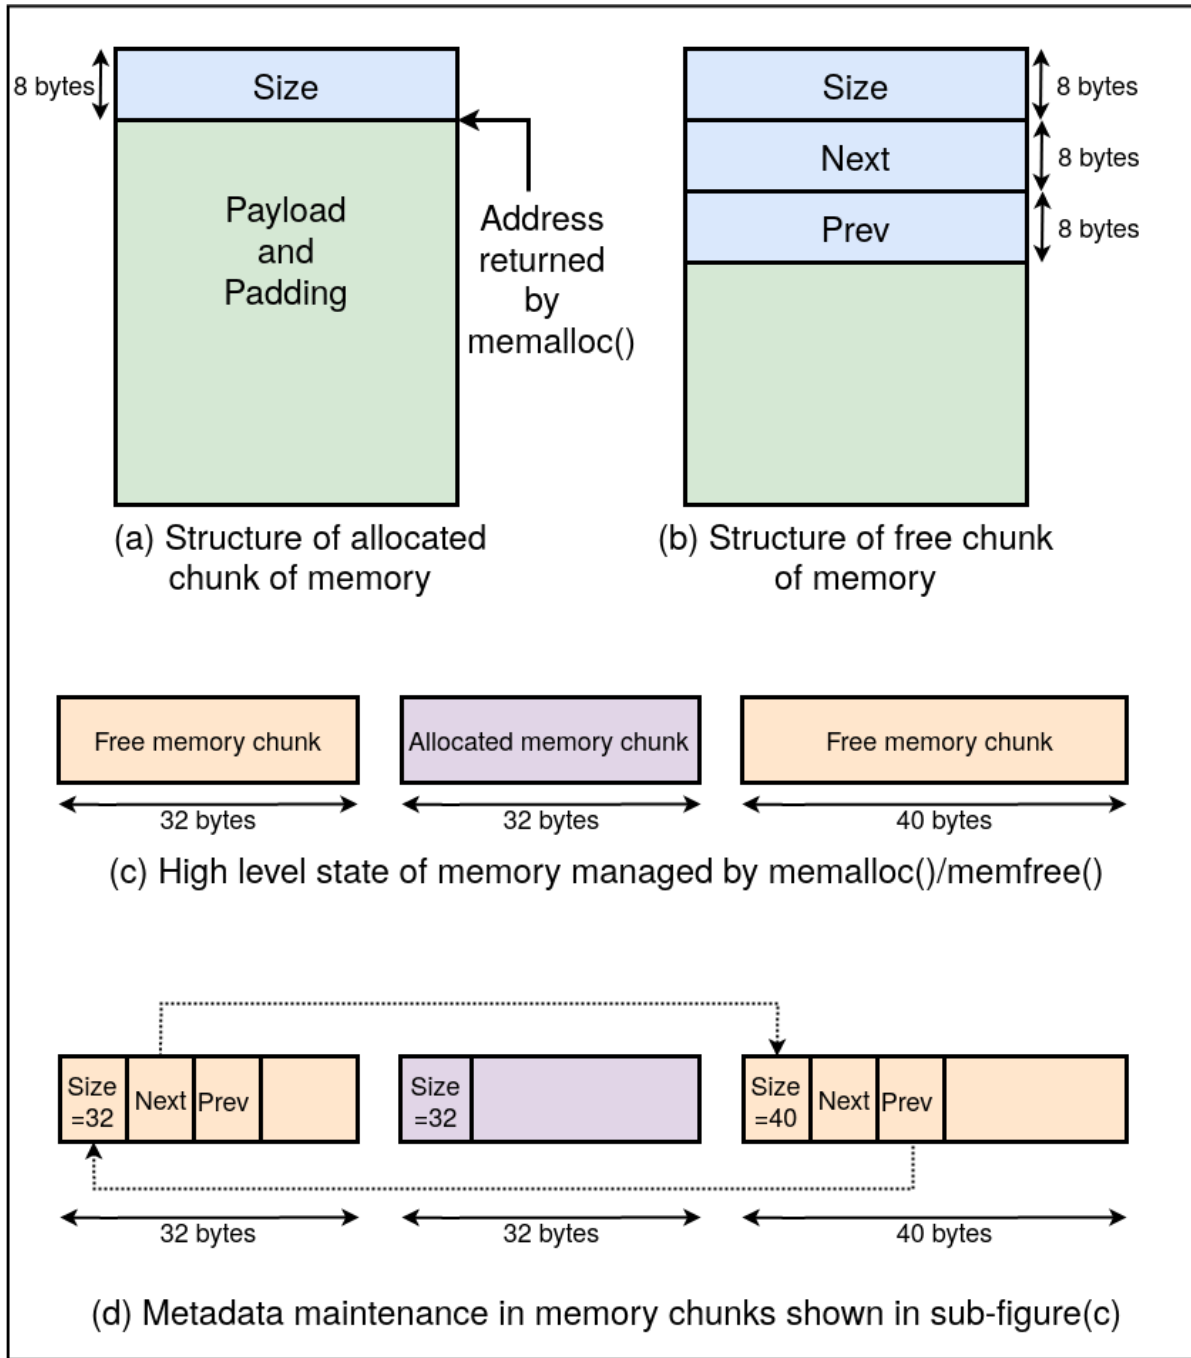 8 bytes
Size
Payload
and
Padding
Address
returned
by
memalloc()
(a) Structure of allocated
chunk of memory
Size
8 bytes
Next
8 bytes
Prev
8 bytes
(b) Structure of free chunk
of memory
Free memory chunk
Allocated memory chunk
Free memory chunk
32 bytes
32 bytes
40 bytes
(c) High level state of memory managed by memalloc()/memfree()
Size
=32
Next
Prev
Size
=32
Size
=40
Next
Prev
32 bytes
32 bytes
40 bytes
(d) Metadata maintenance in memory chunks shown in sub-figure(c)